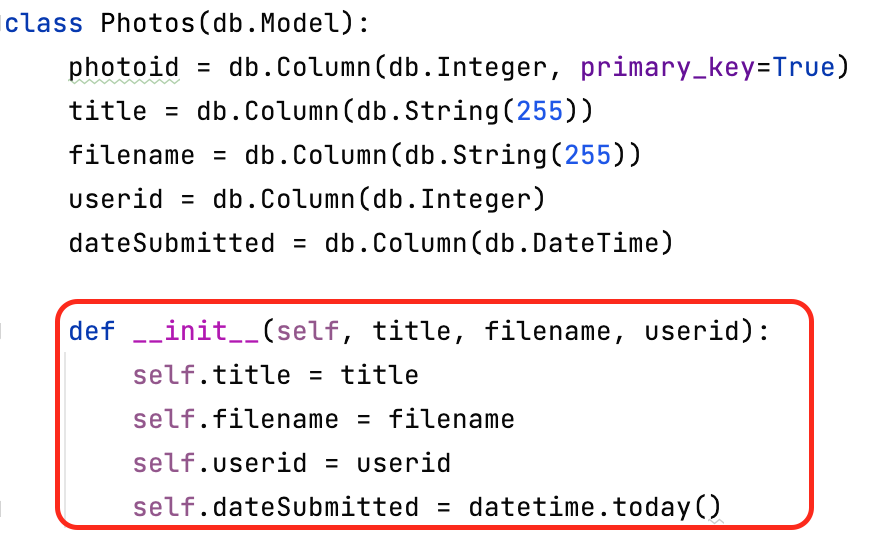 class Photos(db.Model):
    photoid = db.Column(db.Integer, primary_key=True)
    title = db.Column(db.String(255))
    filename = db.Column(db.String(255))
    userid = db.Column(db.Integer)
    dateSubmitted = db.Column(db.DateTime)
    def __init__(self, title, filename, userid):
        self.title = title
        self.filename = filename
        self.userid = userid
        self.dateSubmitted = datetime.today()